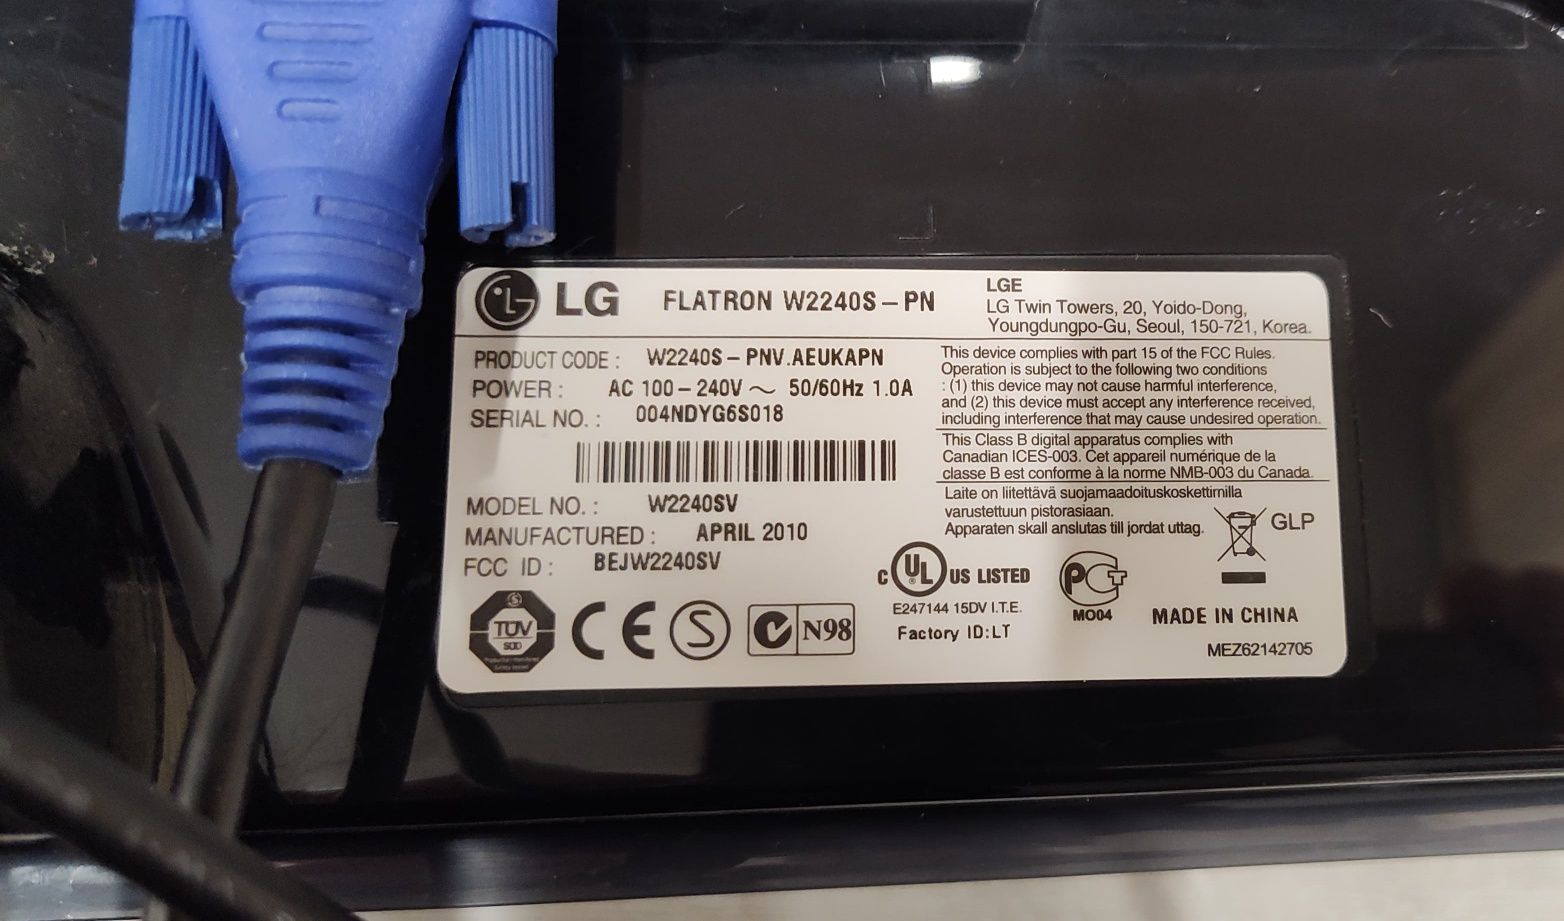 LG FLATRON W2240S-PN
LGE
LG Twin Towers, 20, Yoido-Dong,
Youngdungpo-Gu, Seoul, 150-721, Korea.
PRODUCT CODE : W2240S-PNV.AEUKAPN
POWER : AC 100-240V ~ 50/60Hz 1.0A
SERIAL NO. : 004NDYG6S018
MODEL NO. : W2240SV
MANUFACTURED : APRIL 2010
FCC ID : BEJW2240SV
TÜV
N98
This device complies with part 15 of the FCC Rules.
Operation is subject to the following two conditions
: (1) this device may not cause harmful interference,
and (2) this device must accept any interference received,
including interference that may cause undesired operation.
This Class B digital apparatus complies with
Canadian ICES-003. Cet appareil numérique de la
classe B est conforme à la norme NMB-003 du Canada.
Laite on liitettävä suojamaadoituskoskettimilla
varustettuun pistorasiaan.
Apparaten skall anslutas till jordat uttag.
GLP
C UL ® US LISTED
E247144 15DV I.T.E.
Factory ID:LT
MO04
MADE IN CHINA
MEZ62142705